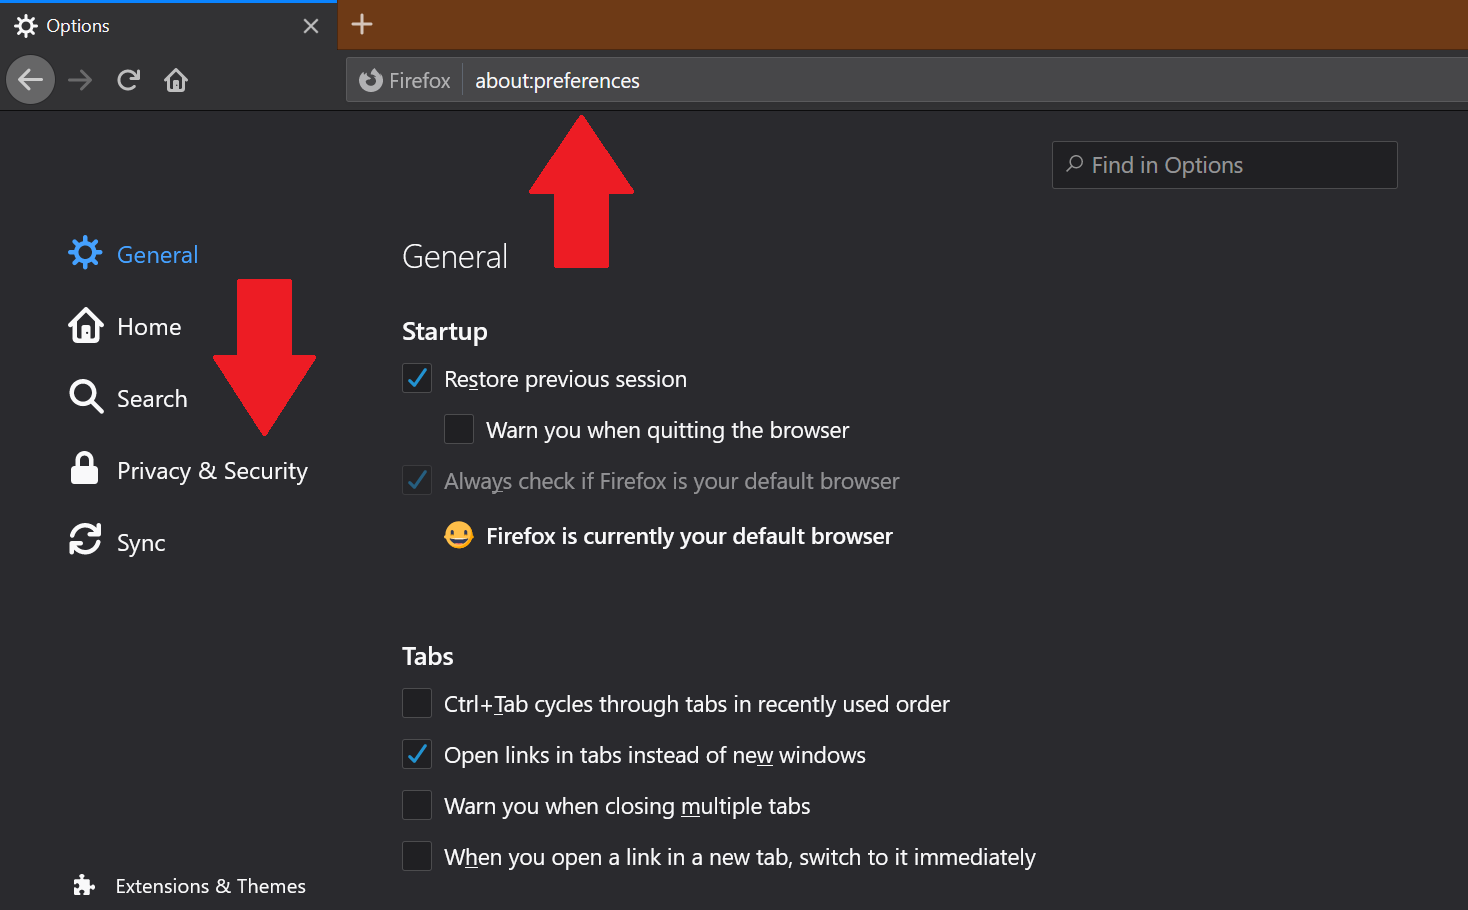 Options
Firefox about:preferences
Find in Options
General
Home
Search
Privacy & Security
Sync
Extensions & Themes
General
Startup
Restore previous session
Warn you when quitting the browser
Always check if Firefox is your default browser
Firefox is currently your default browser
Tabs
Ctrl+Tab cycles through tabs in recently used order
Open links in tabs instead of new windows
Warn you when closing multiple tabs
When you open a link in a new tab, switch to it immediately